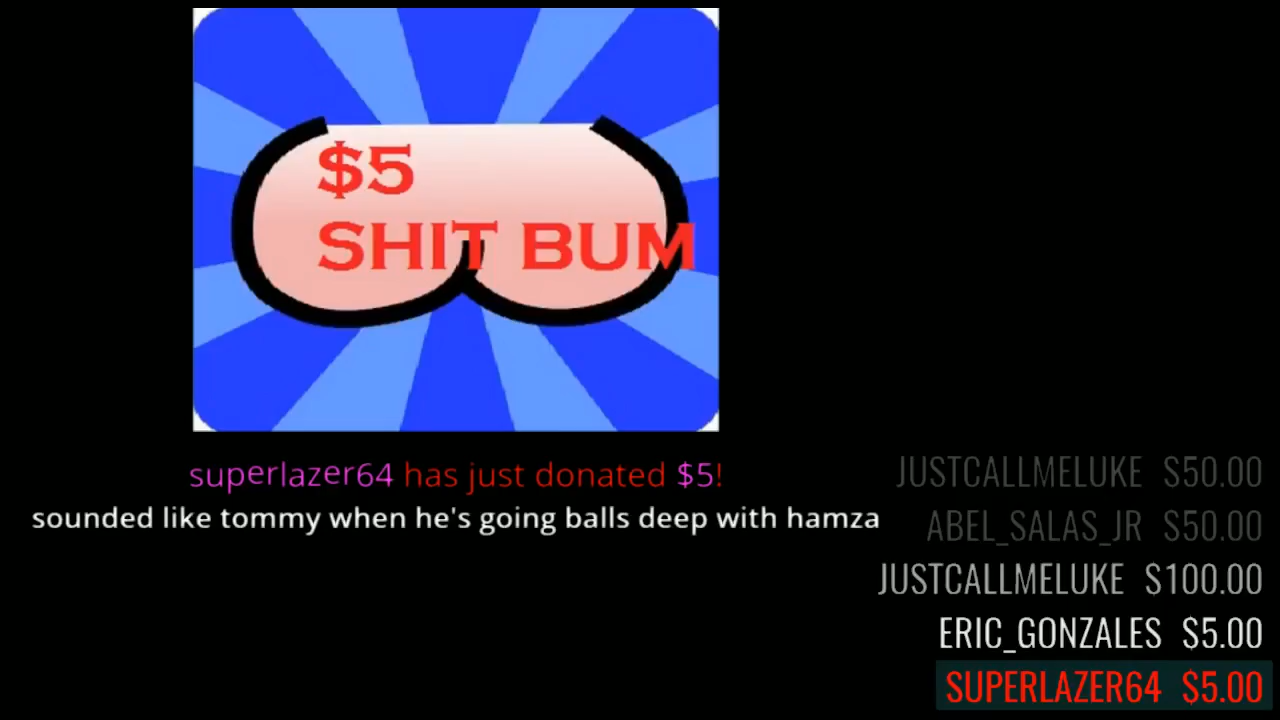 $5
SHIT BUM
superlazer64 has just donated $5!
sounded like tommy when he's going balls deep with hamza
JUSTCALLMELUKE $50.00
ABEL_SALAS_JR $50.00
JUSTCALLMELUKE $100.00
ERIC_GONZALES $5.00
SUPERLAZER64 $5.00